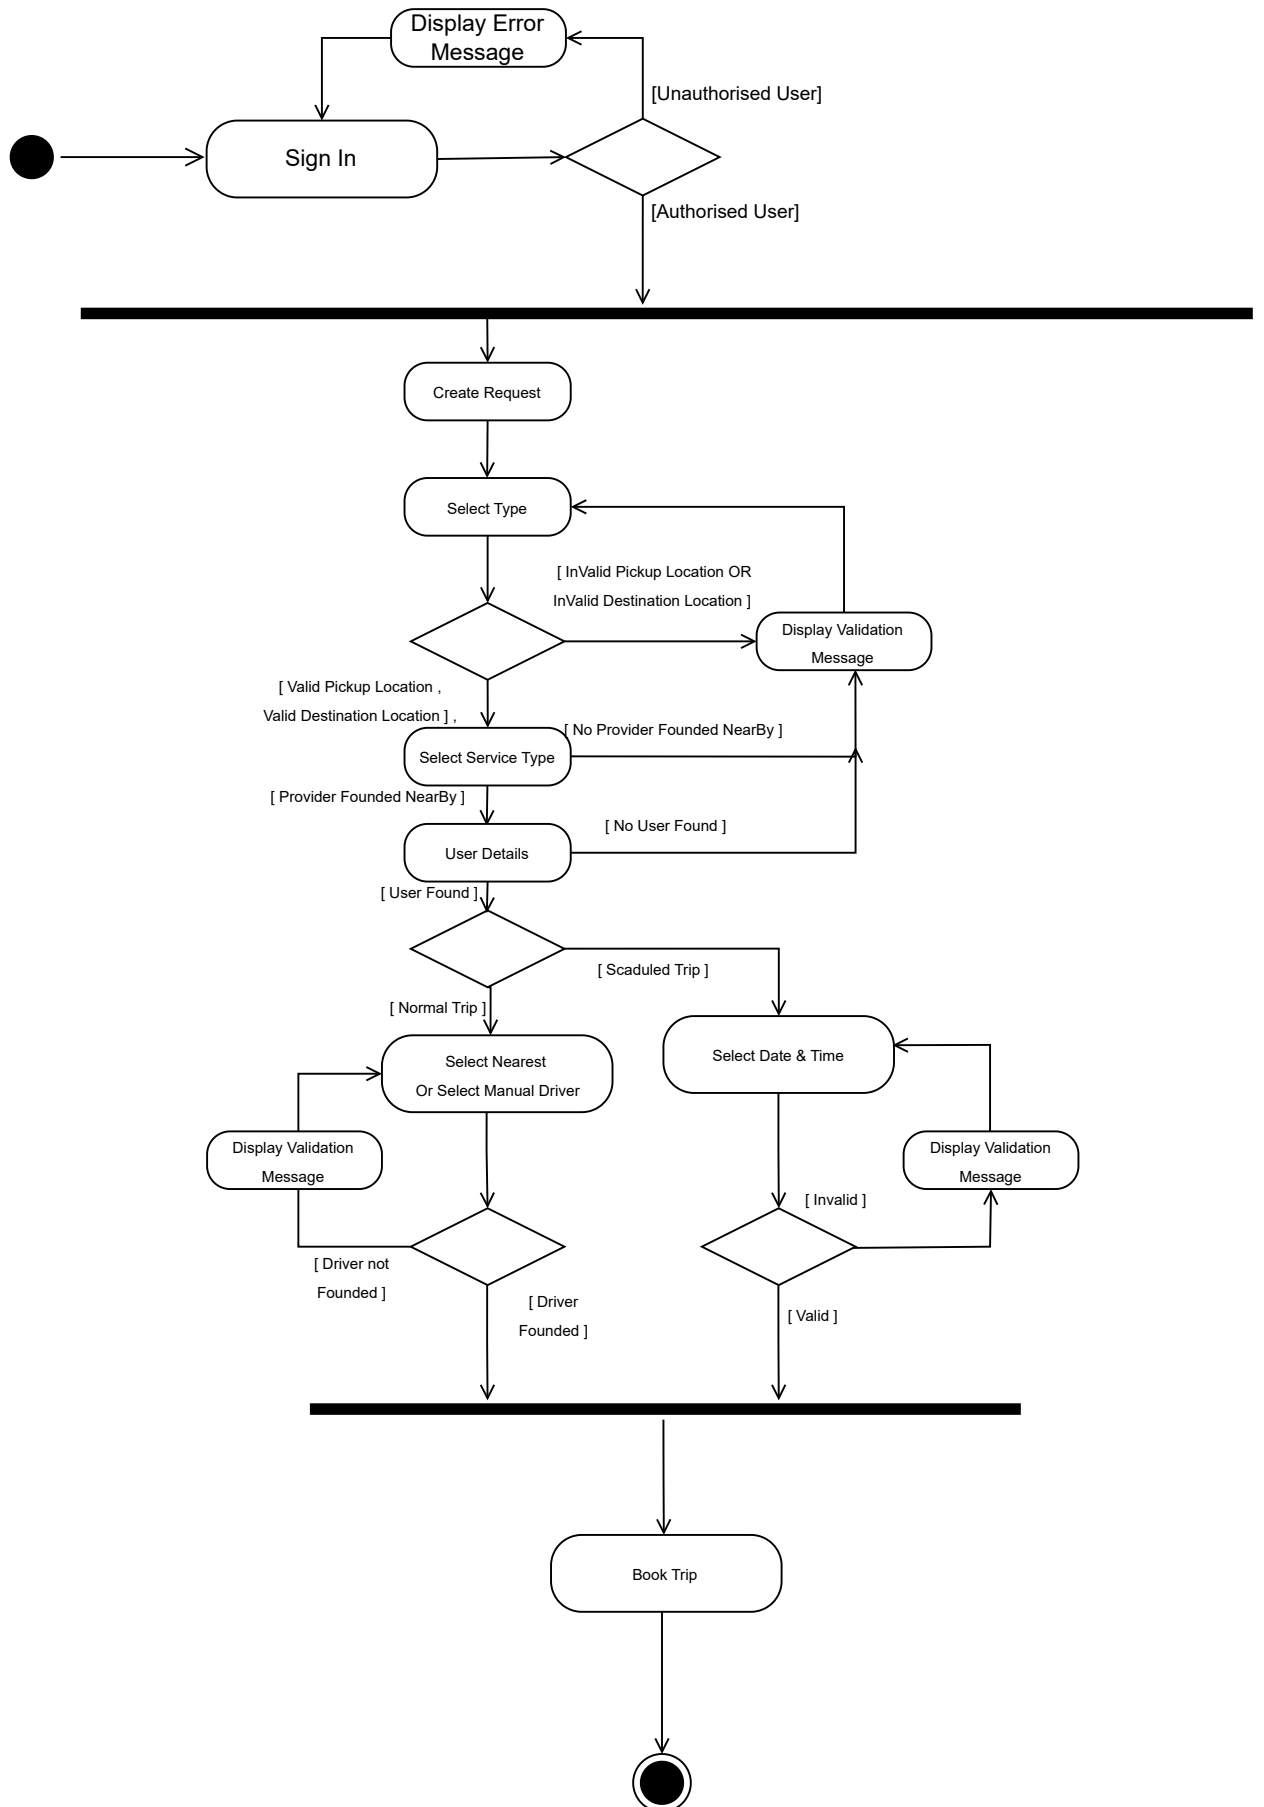 Display Error
Message
[Unauthorised User]
Sign In
[Authorised User]
Create Request
Select Type
[ InValid Pickup Location OR
InValid Destination Location ]
Display Validation
Message
[ Valid Pickup Location ,
Valid Destination Location ] ,
[ No Provider Founded NearBy ]
Select Service Type
[ Provider Founded NearBy ]
[ No User Found ]
User Details
[ User Found ]
[ Scaduled Trip ]
[ Normal Trip ]
Select Nearest
Or Select Manual Driver
Select Date & Time
Display Validation
Message
Display Validation
Message
[ Invalid ]
[ Driver not
Founded ]
[ Driver
Founded ]
[ Valid ]
Book Trip